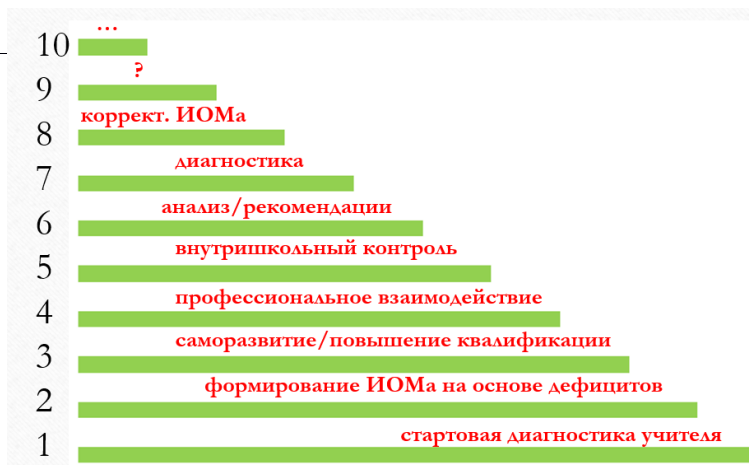 …
10
?
9
коррект. ИОМа
8
диагностика
7
анализ/рекомендации
6
внутришкольный контроль
5
профессиональное взаимодействие
4
саморазвитие/повышение квалификации
3
формирование ИОМа на основе дефицитов
2
стартовая диагностика учителя
1